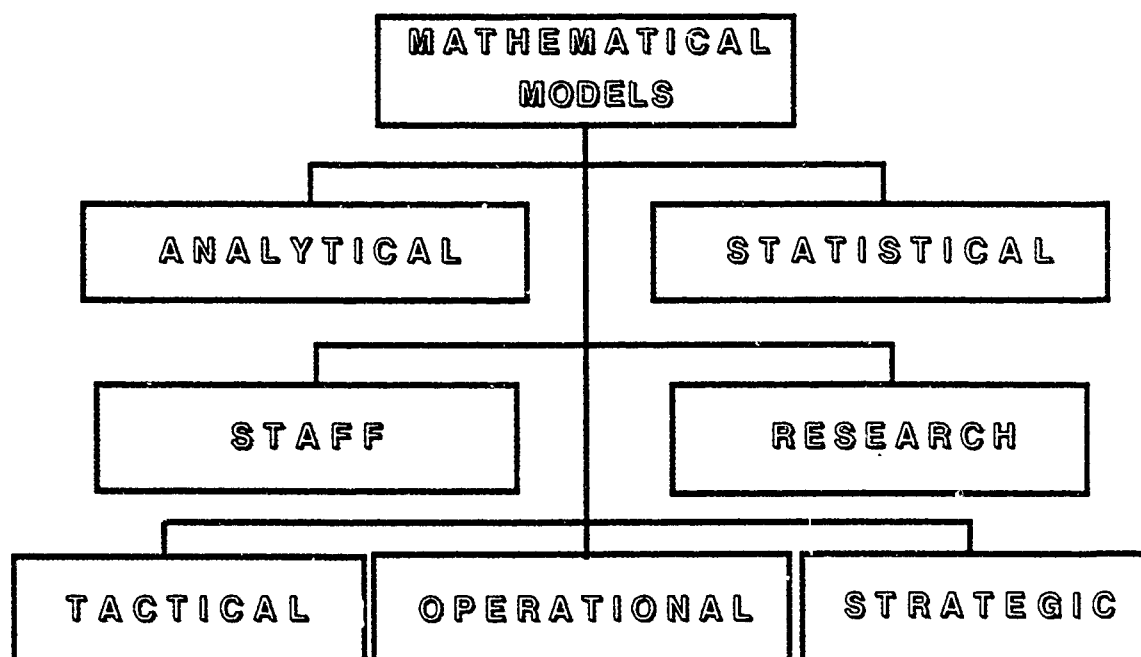 MATHEMATICAL
MODELS
ANALYTICAL
STATISTICAL
STAFF
RESEARCH
TACTICAL
OPERATIONAL
STRATEGIC